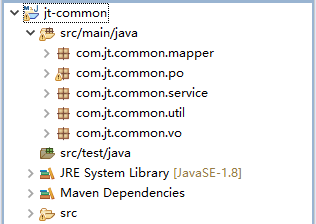 jt-common
src/main/java
com.jt.common.mapper
com.jt.common.po
com.jt.common.service
com.jt.common.util
com.jt.common.vo
src/test/java
JRE System Library [JavaSE-1.8]
Maven Dependencies
src